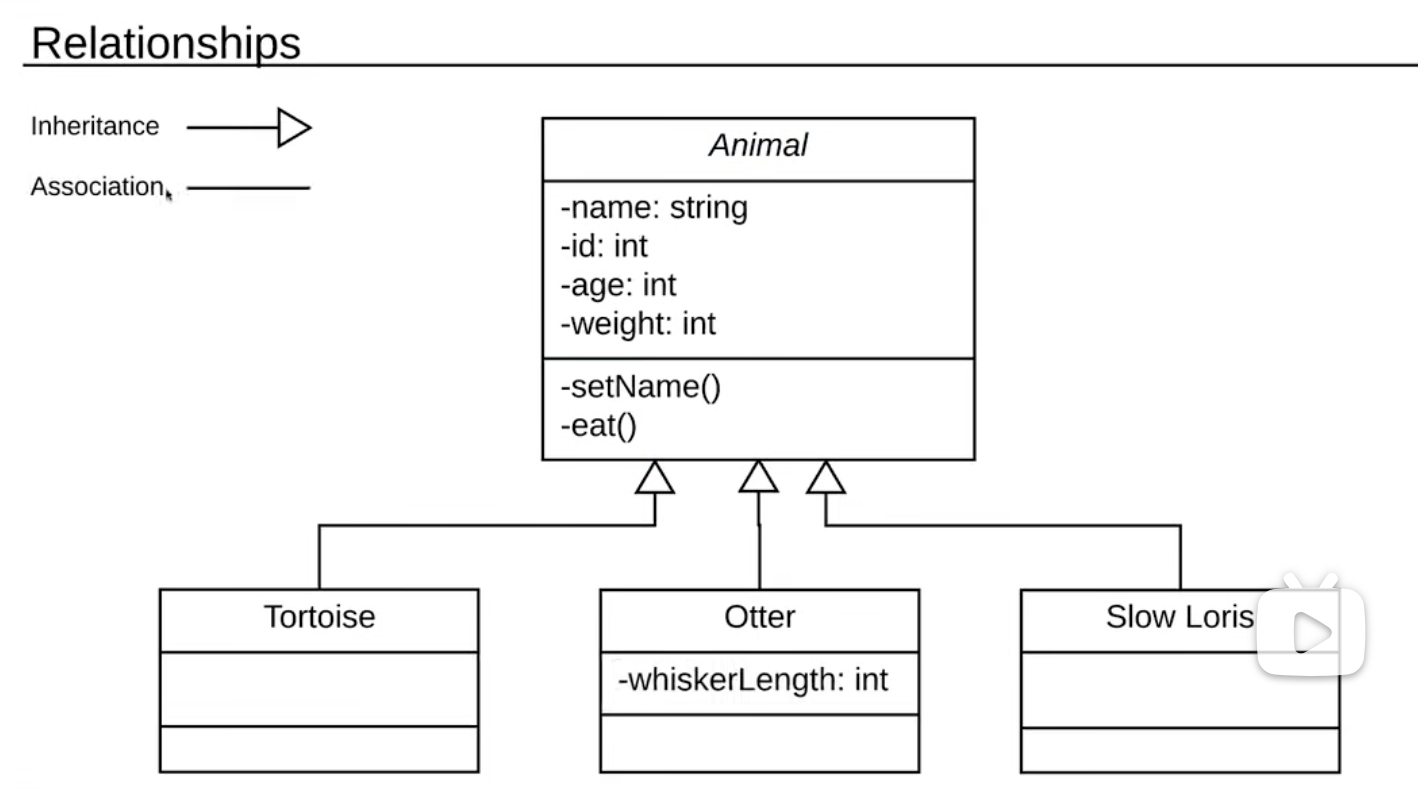 Relationships
Inheritance
Association
Animal
-name: string
-id: int
-age: int
-weight: int
-setName()
-eat()
Tortoise
Otter
-whiskerLength: int
Slow Loris